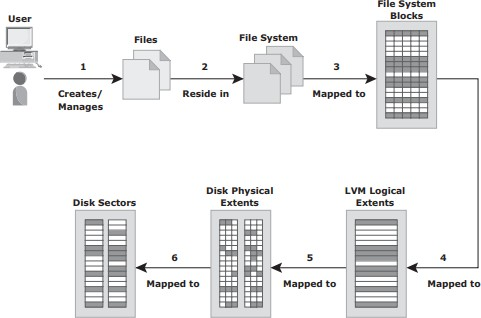 User
Files
File System
File System
Blocks
1
2
3
Creates/
Manages
Reside in
Mapped to
Disk Sectors
Disk Physical
Extents
LVM Logical
Extents
6
5
4
Mapped to
Mapped to
Mapped to